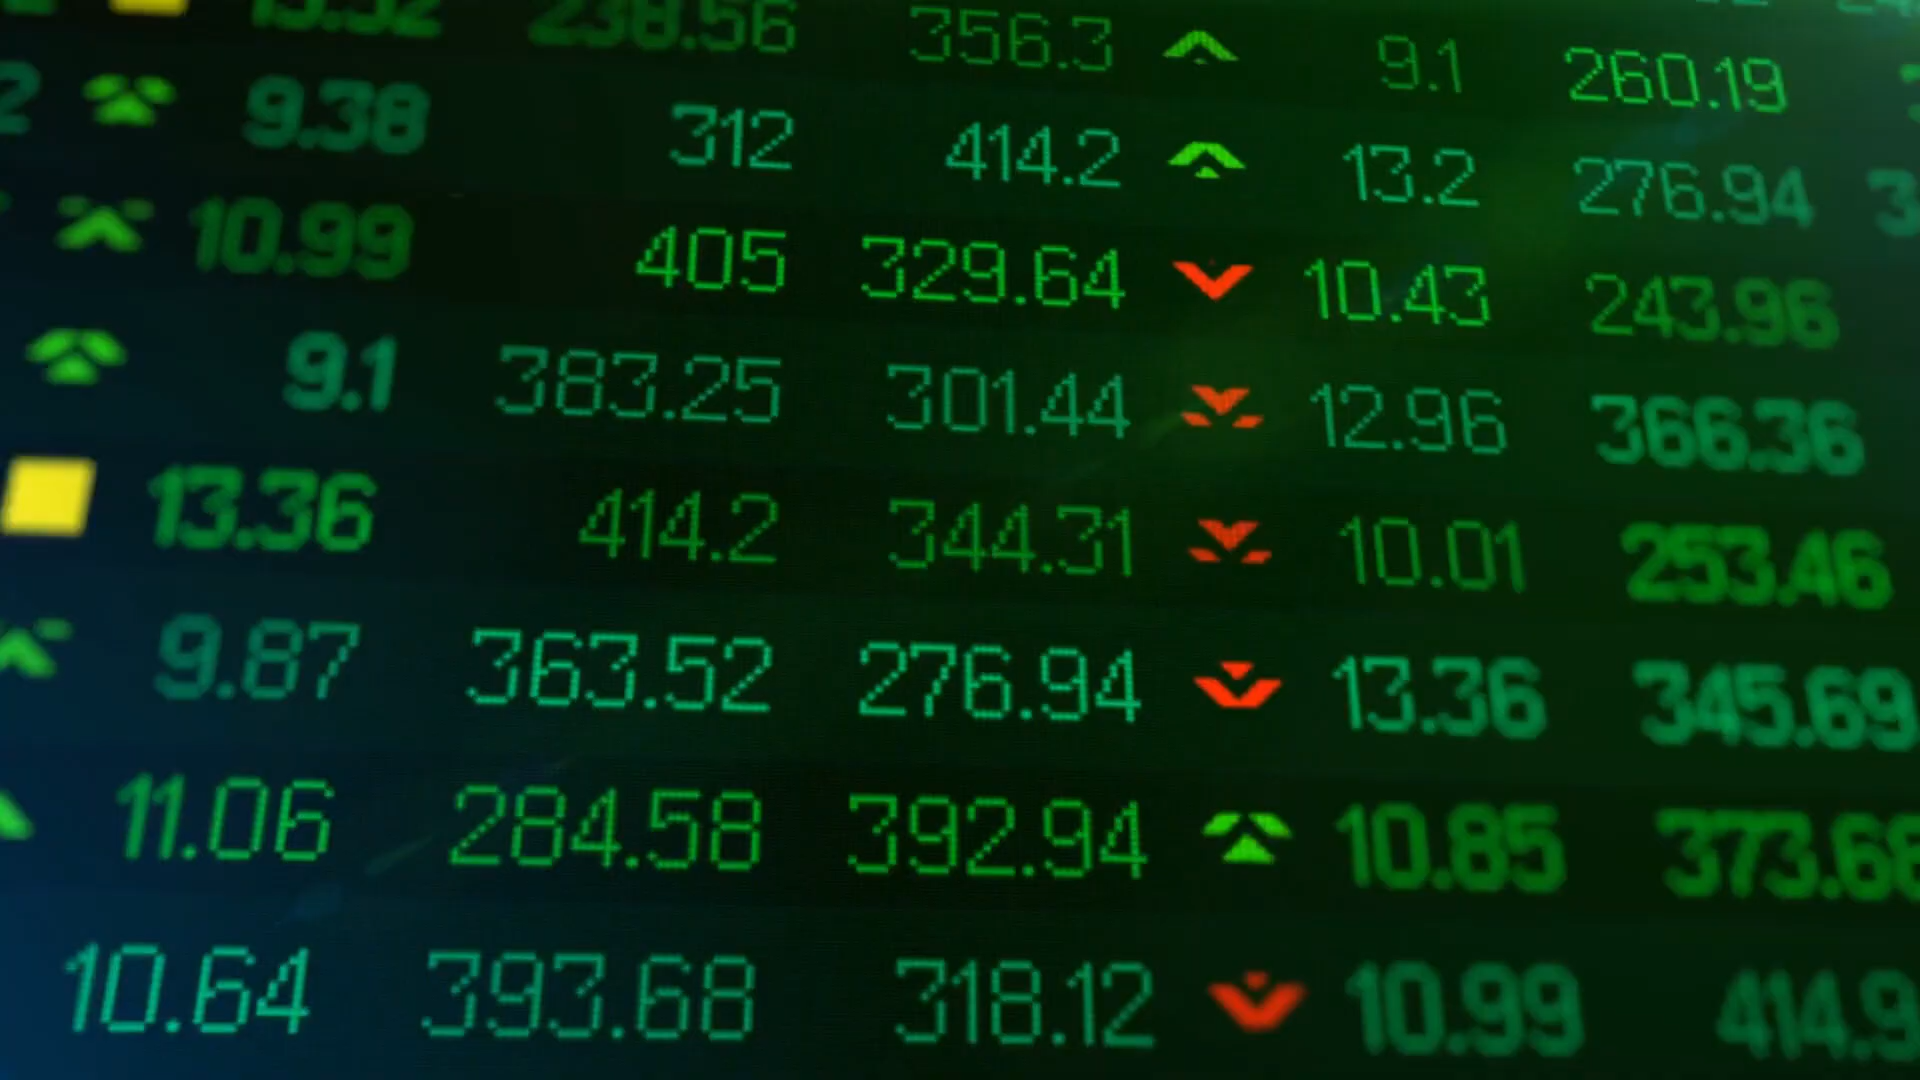 238.56 356.3 9.1 260.19
9.38 312 414.2 13.2 276.94
10.99 405 329.64 10.43 243.96
9.1 383.25 301.44 12.96 366.36
13.36 414.2 344.31 10.01 253.46
9.87 363.52 276.94 13.36 345.69
11.06 284.58 392.94 10.85 373.68
10.64 393.68 318.12 10.99 414.9